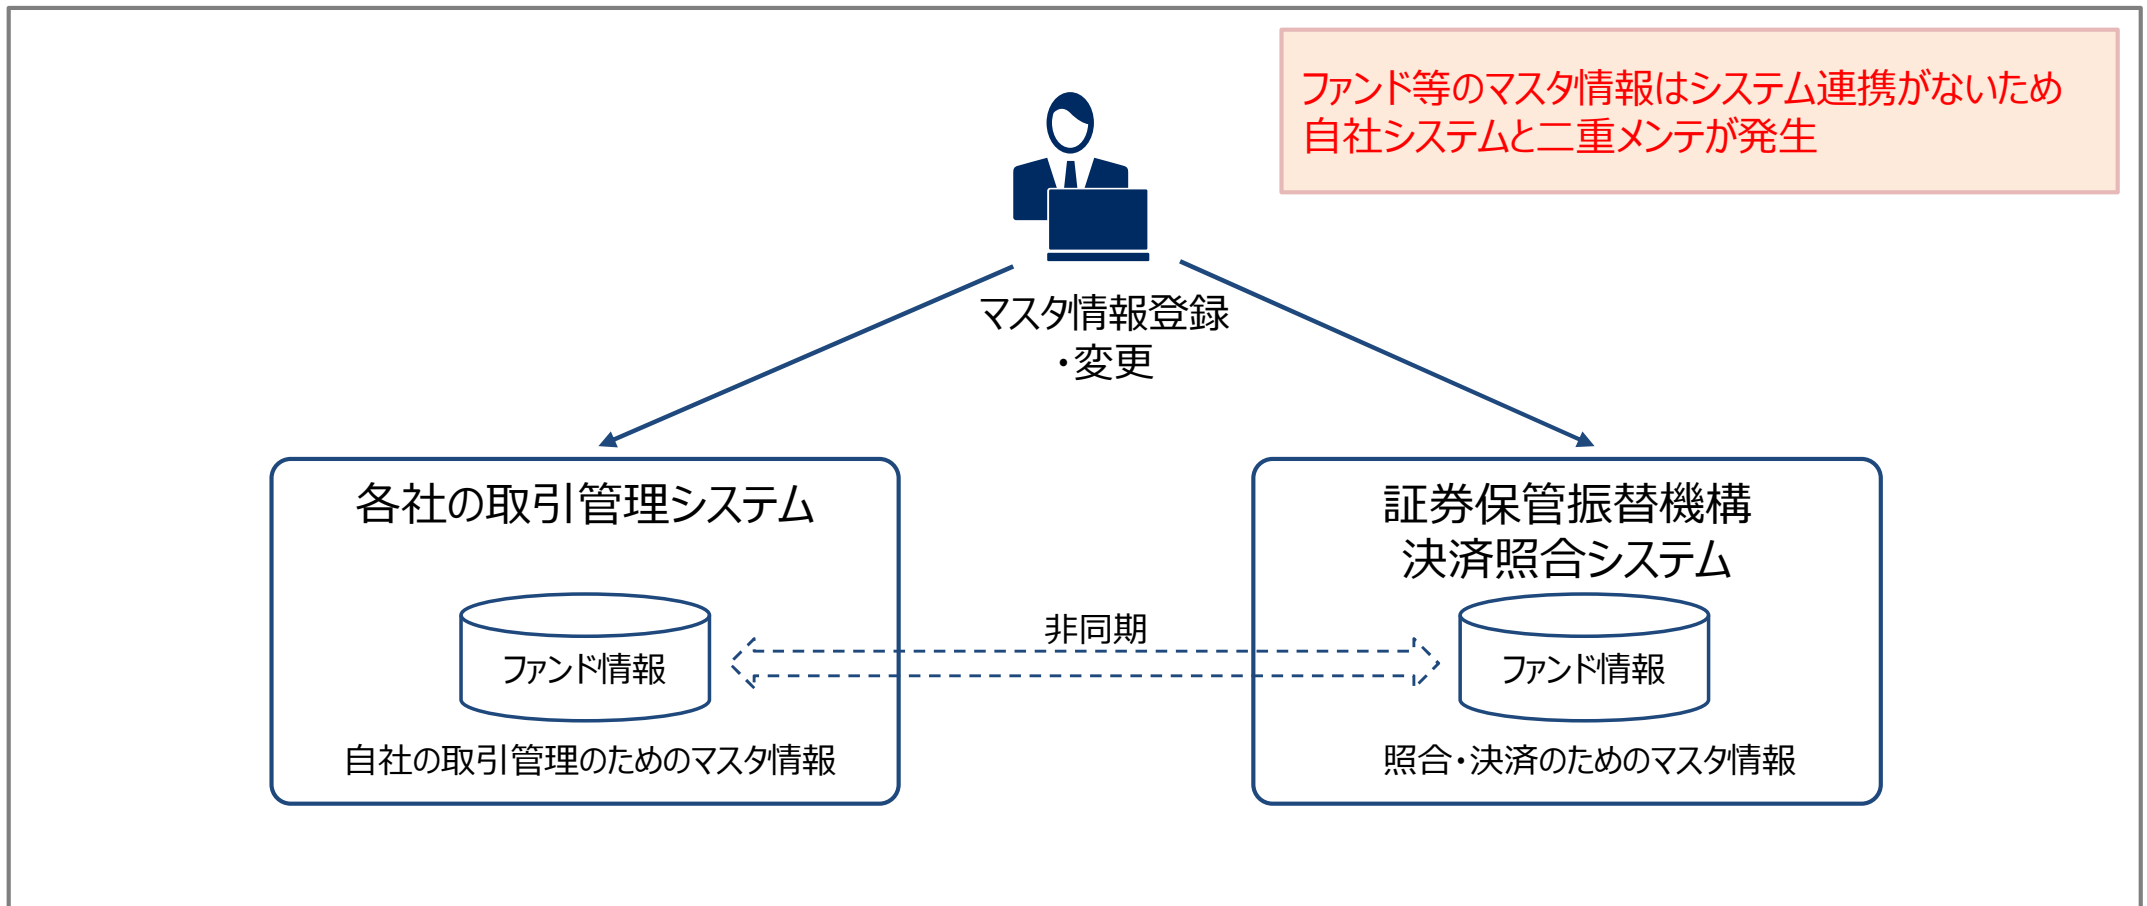 ファンド等のマスタ情報はシステム連携がないため
自社システムと二重メンテが発生
マスタ情報登録
・変更
各社の取引管理システム
証券保管振替機構
決済照合システム
非同期
ファンド情報
ファンド情報
自社の取引管理のためのマスタ情報
照合・決済のためのマスタ情報